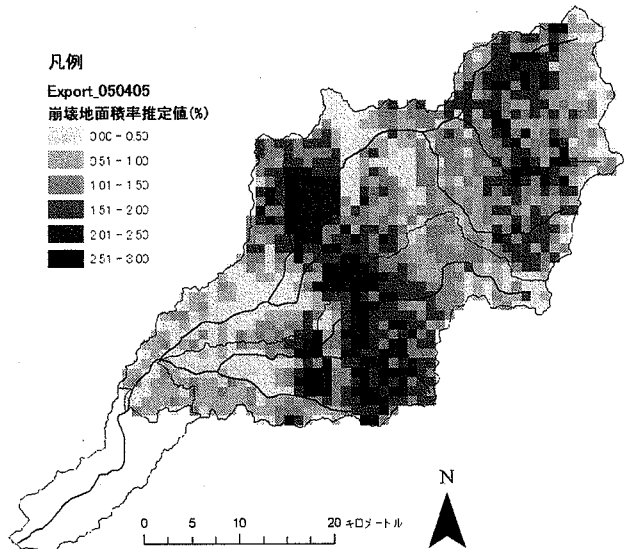 凡例
Export_050405
崩壊地面積率推定値(%)
0.00 - 0.50
0.51 - 1.00
1.01 - 1.50
1.51 - 2.00
2.01 - 2.50
2.51 - 3.00
N
0 5 10 20 キロメートル